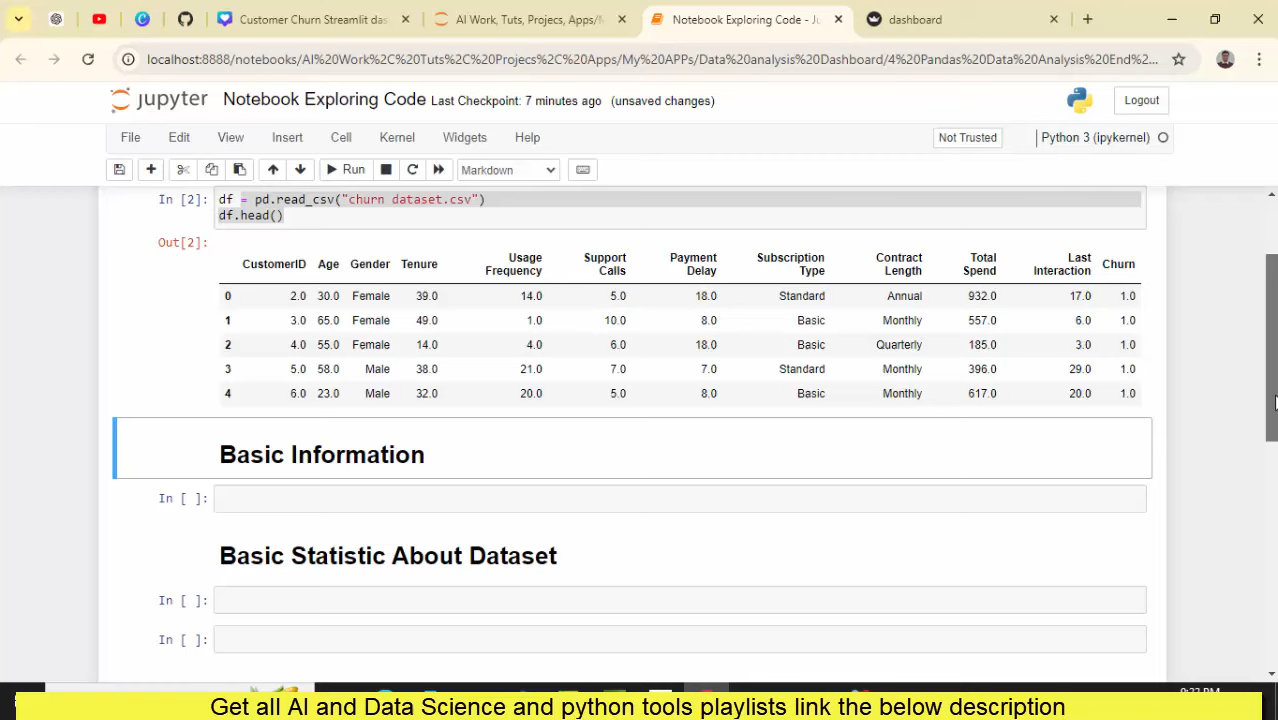 Customer Churn Streamlit das
AI Work, Tuts, Projecs, Apps/M
Notebook Exploring Code - Ju
dashboard
localhost:8888/notebooks/AI%20Work%2C%20Tuts%2C%20Projecs%2C%20Apps/My%20APPs/Data%20analysis%20Dashboard/4%20Pandas%20Data%20Analysis%20End%2...
jupyter Notebook Exploring Code Last Checkpoint: 7 minutes ago (unsaved changes) Logout
File Edit View Insert Cell Kernel Widgets Help Not Trusted Python 3 (ipykernel)
Run Markdown
In [2]: df = pd.read_csv("churn dataset.csv")
df.head()
Out[2]:
CustomerID Age Gender Tenure Usage Frequency Support Calls Payment Delay Subscription Type Contract Length Total Spend Last Interaction Churn
0 2.0 30.0 Female 39.0 14.0 5.0 18.0 Standard Annual 932.0 17.0 1.0
1 3.0 65.0 Female 49.0 1.0 10.0 8.0 Basic Monthly 557.0 6.0 1.0
2 4.0 55.0 Female 14.0 4.0 6.0 18.0 Basic Quarterly 185.0 3.0 1.0
3 5.0 58.0 Male 38.0 21.0 7.0 7.0 Standard Monthly 396.0 29.0 1.0
4 6.0 23.0 Male 32.0 20.0 5.0 8.0 Basic Monthly 617.0 20.0 1.0
Basic Information
In [ ]:
Basic Statistic About Dataset
In [ ]:
In [ ]:
Get all AI and Data Science and python tools playlists link the below description